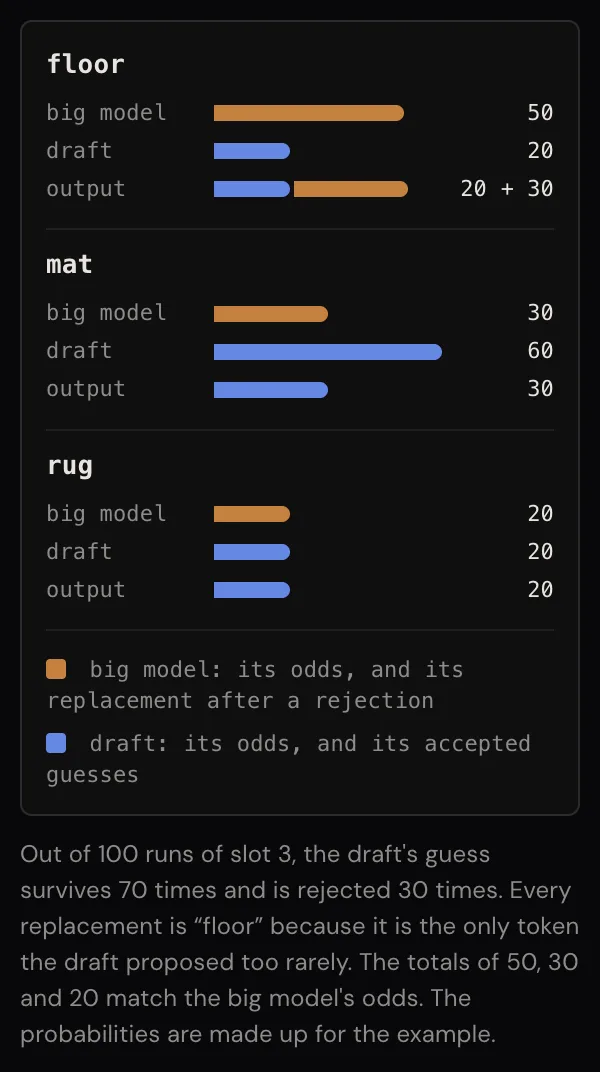 floor
big model 50
draft 20
output 20 + 30
mat
big model 30
draft 60
output 30
rug
big model 20
draft 20
output 20
big model: its odds, and its
replacement after a rejection
draft: its odds, and its accepted
guesses
Out of 100 runs of slot 3, the draft's guess
survives 70 times and is rejected 30 times. Every
replacement is “floor” because it is the only token
the draft proposed too rarely. The totals of 50, 30
and 20 match the big model's odds. The
probabilities are made up for the example.